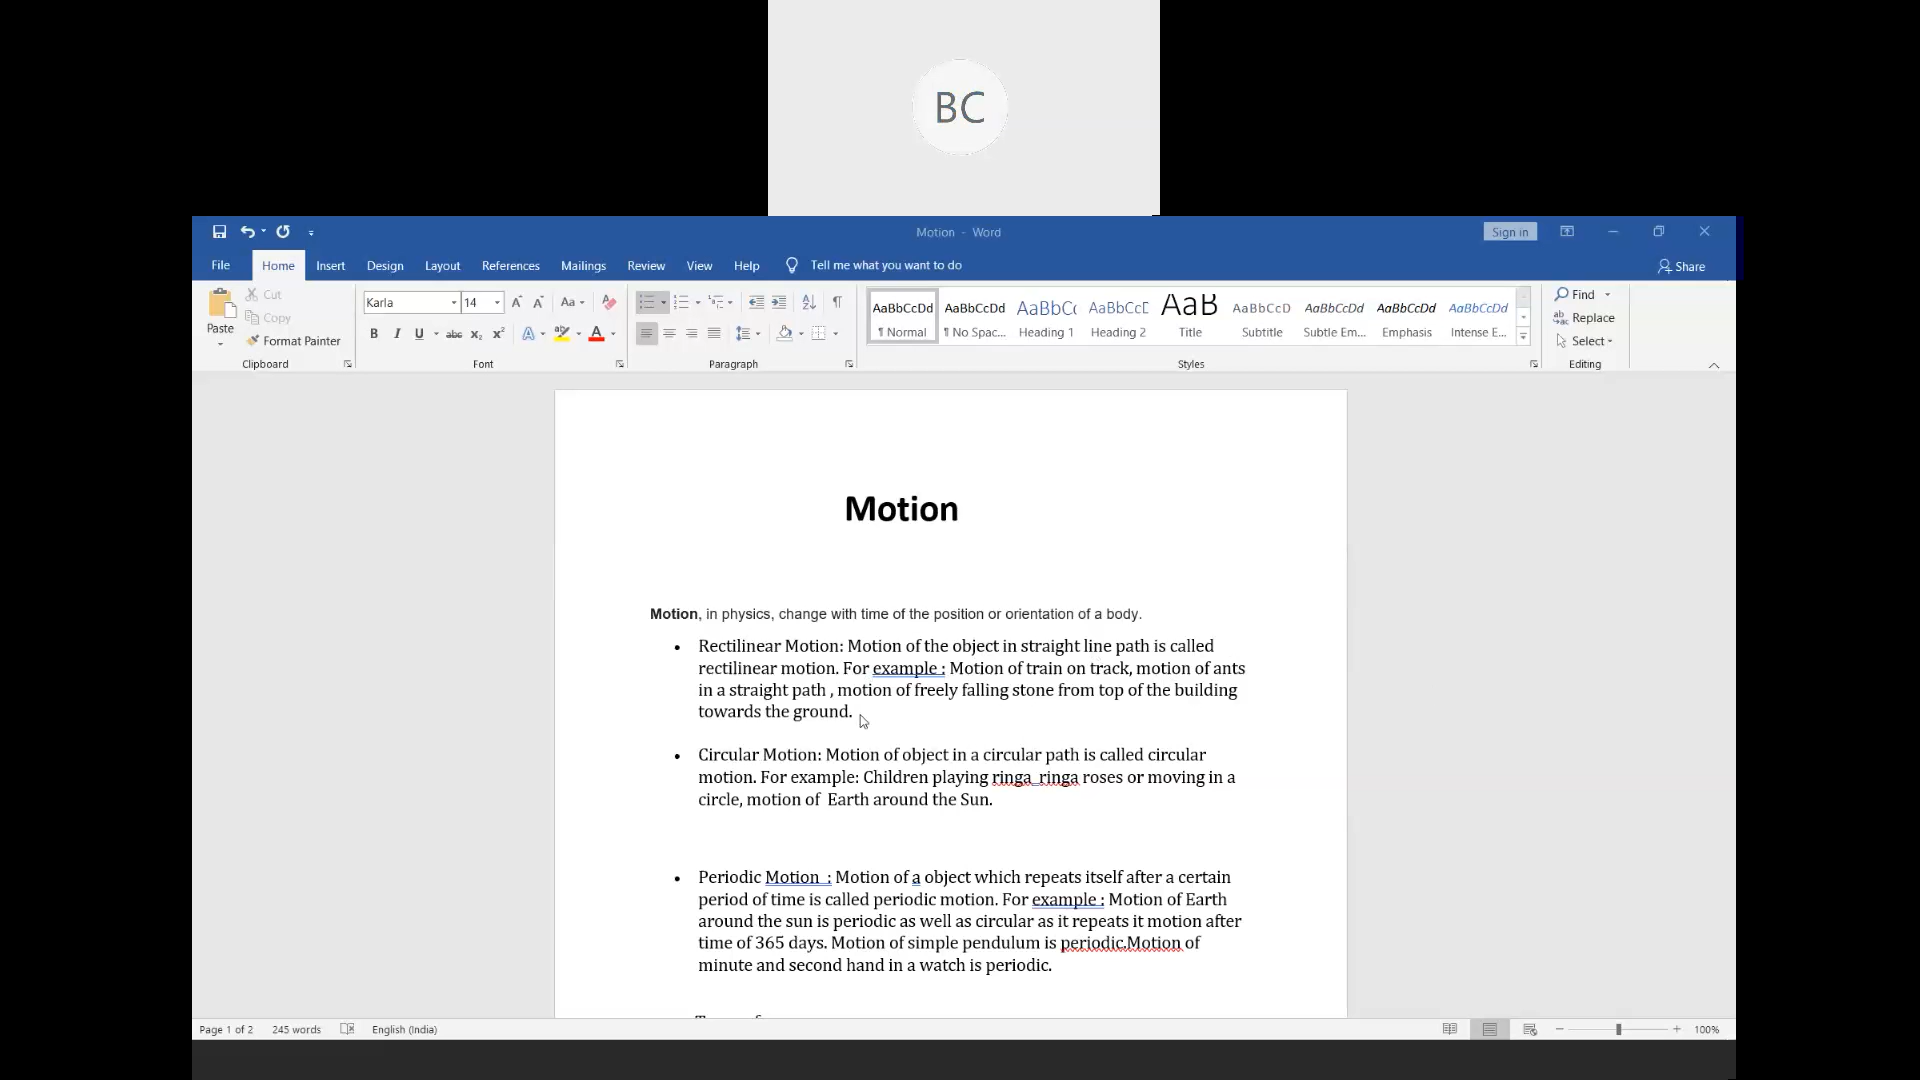 BC
Motion - Word
Sign in
File Home Insert Design Layout References Mailings Review View Help Tell me what you want to do Share
Paste
Cut
Copy
Format Painter
Clipboard
Karla 14
Font
Paragraph
AaBbCcDd AaBbCcDd AaBbC AaBbCcE AaB AaBbCcD AaBbCcDd AaBbCcDd AaBbCcDd
¶ Normal ¶ No Spac... Heading 1 Heading 2 Title Subtitle Subtle Em... Emphasis Intense E...
Styles
Find
Replace
Select
Editing
Motion
Motion, in physics, change with time of the position or orientation of a body.
• Rectilinear Motion: Motion of the object in straight line path is called
rectilinear motion. For example : Motion of train on track, motion of ants
in a straight path , motion of freely falling stone from top of the building
towards the ground.
• Circular Motion: Motion of object in a circular path is called circular
motion. For example: Children playing ringa ringa roses or moving in a
circle, motion of Earth around the Sun.
• Periodic Motion : Motion of a object which repeats itself after a certain
period of time is called periodic motion. For example : Motion of Earth
around the sun is periodic as well as circular as it repeats it motion after
time of 365 days. Motion of simple pendulum is periodic.Motion of
minute and second hand in a watch is periodic.
Page 1 of 2 245 words English (India) 100%